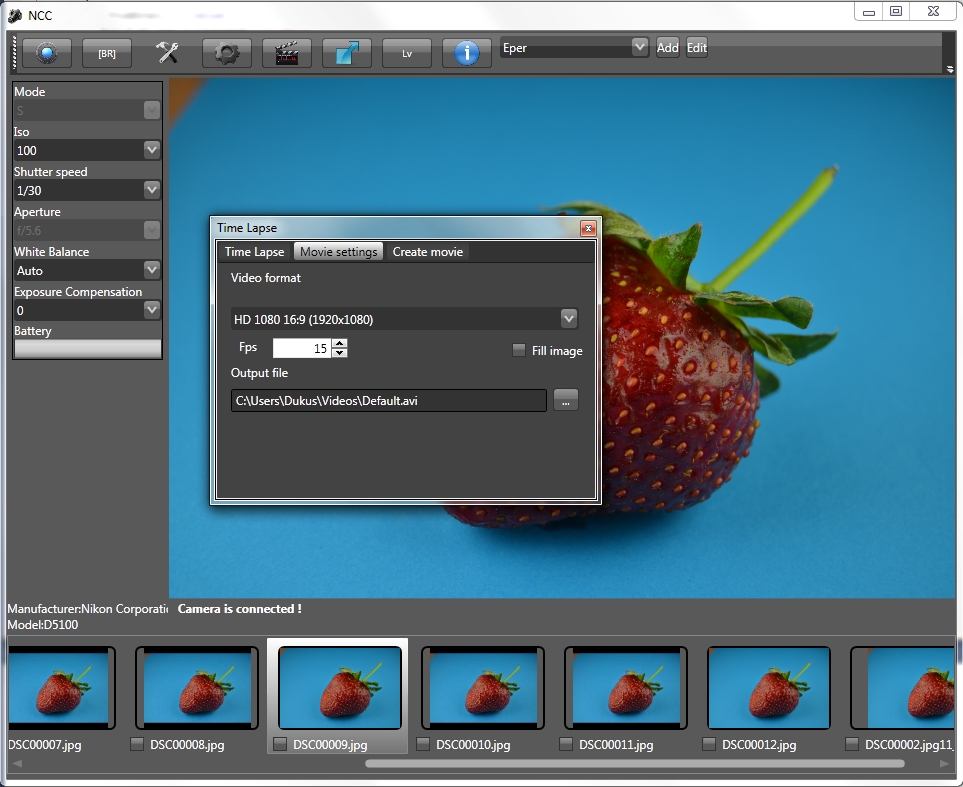 NCC
[BR]
Lv
Eper
Add
Edit
Mode
S
Iso
100
Shutter speed
1/30
Aperture
f/5.6
White Balance
Auto
Exposure Compensation
0
Battery
Time Lapse
Time Lapse
Movie settings
Create movie
Video format
HD 1080 16:9 (1920x1080)
Fps
15
Fill image
Output file
C:\Users\Dukus\Videos\Default.avi
...
Manufacturer:Nikon Corporatic
Camera is connected !
Model:D5100
DSC00007.jpg
DSC00008.jpg
DSC00009.jpg
DSC00010.jpg
DSC00011.jpg
DSC00012.jpg
DSC00002.jpg11_